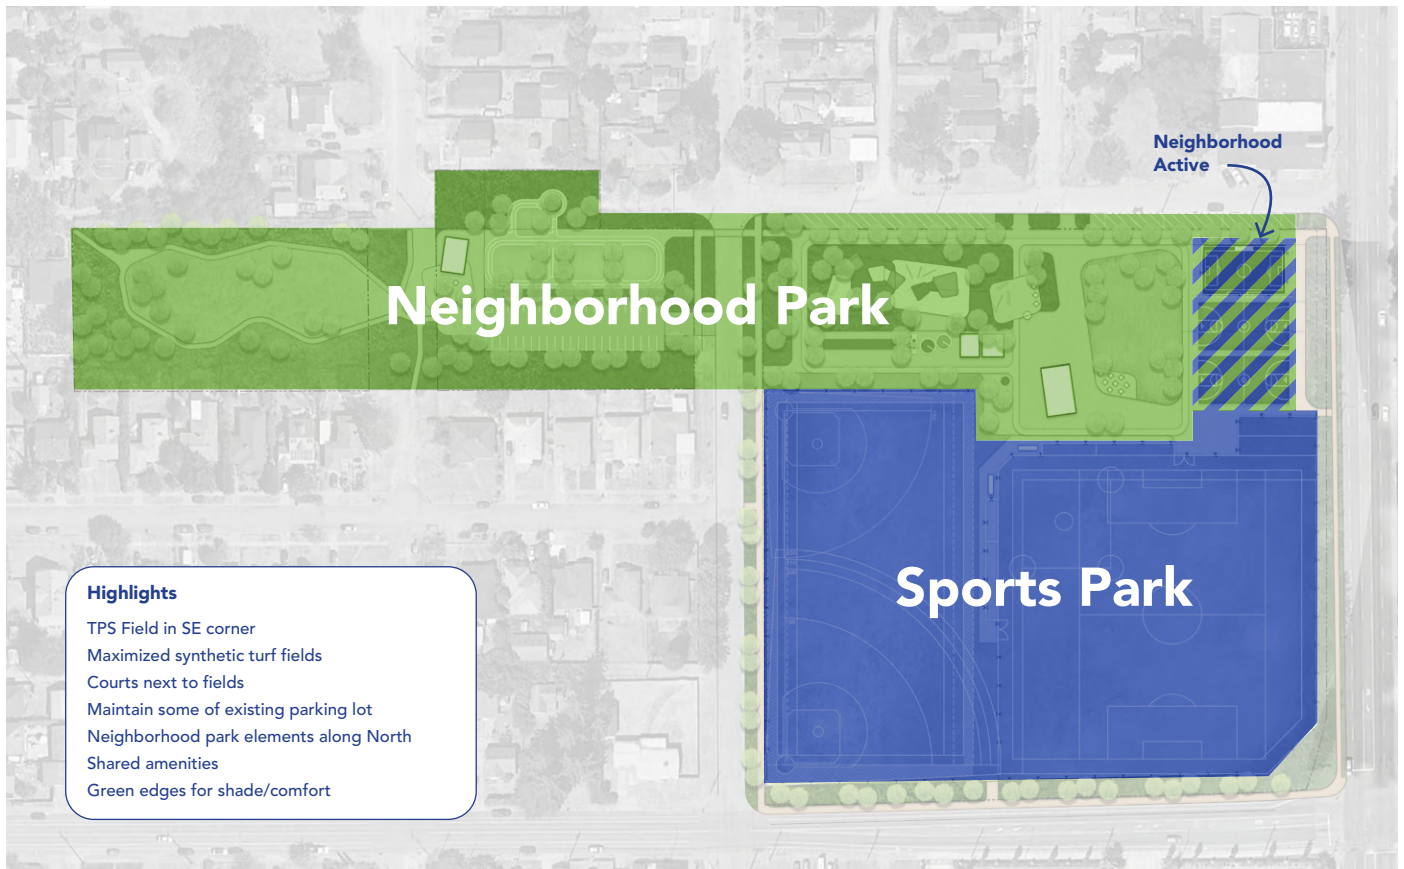 Neighborhood
Active
Neighborhood Park
Sports Park
Highlights
TPS Field in SE corner
Maximized synthetic turf fields
Courts next to fields
Maintain some of existing parking lot
Neighborhood park elements along North
Shared amenities
Green edges for shade/comfort